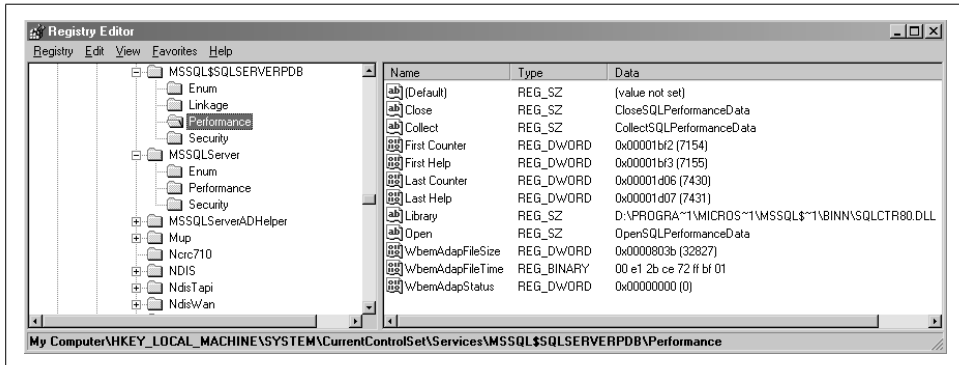 Registry Editor
Registry Edit View Favorites Help
MSSQL$SQLSERVERPDB
Enum
Linkage
Performance
Security
MSSQLServer
Enum
Performance
Security
MSSQLServerADHelper
Mup
Ncrc710
NDIS
NdisTapi
NdisWan
Name Type Data
(Default) REG_SZ (value not set)
Close REG_SZ CloseSQLPerformanceData
Collect REG_SZ CollectSQLPerformanceData
First Counter REG_DWORD 0x00001bf2 (7154)
First Help REG_DWORD 0x00001bf3 (7155)
Last Counter REG_DWORD 0x00001d06 (7430)
Last Help REG_DWORD 0x00001d07 (7431)
Library REG_SZ D:\PROGRA~1\MICROS~1\MSSQL$~1\BINN\SQLCTR80.DLL
Open REG_SZ OpenSQLPerformanceData
WbemAdapFileSize REG_DWORD 0x0000803b (32827)
WbemAdapFileTime REG_BINARY 00 e1 2b ce 72 ff bf 01
WbemAdapStatus REG_DWORD 0x00000000 (0)
My Computer\HKEY_LOCAL_MACHINE\SYSTEM\CurrentControlSet\Services\MSSQL$SQLSERVERPDB\Performance